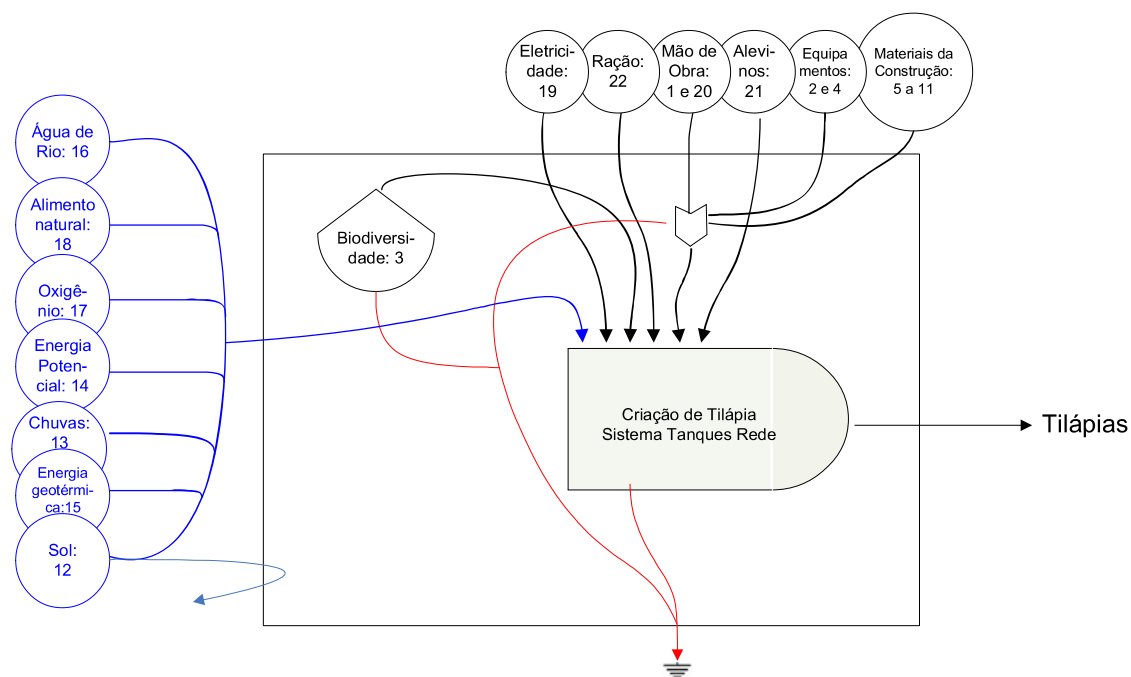 Eletrici-
dade:
19
Ração:
22
Mão de
Obra:
1 e 20
Alevi-
nos:
21
Equipa
mentos:
2 e 4
Materiais da
Construção:
5 a 11
Água de
Rio: 16
Alimento
natural:
18
Oxigê-
nio: 17
Energia
Poten-
cial: 14
Chuvas:
13
Energia
geotérmi-
ca:15
Sol:
12
Biodiversi-
dade: 3
Criação de Tilápia
Sistema Tanques Rede
Tilápias